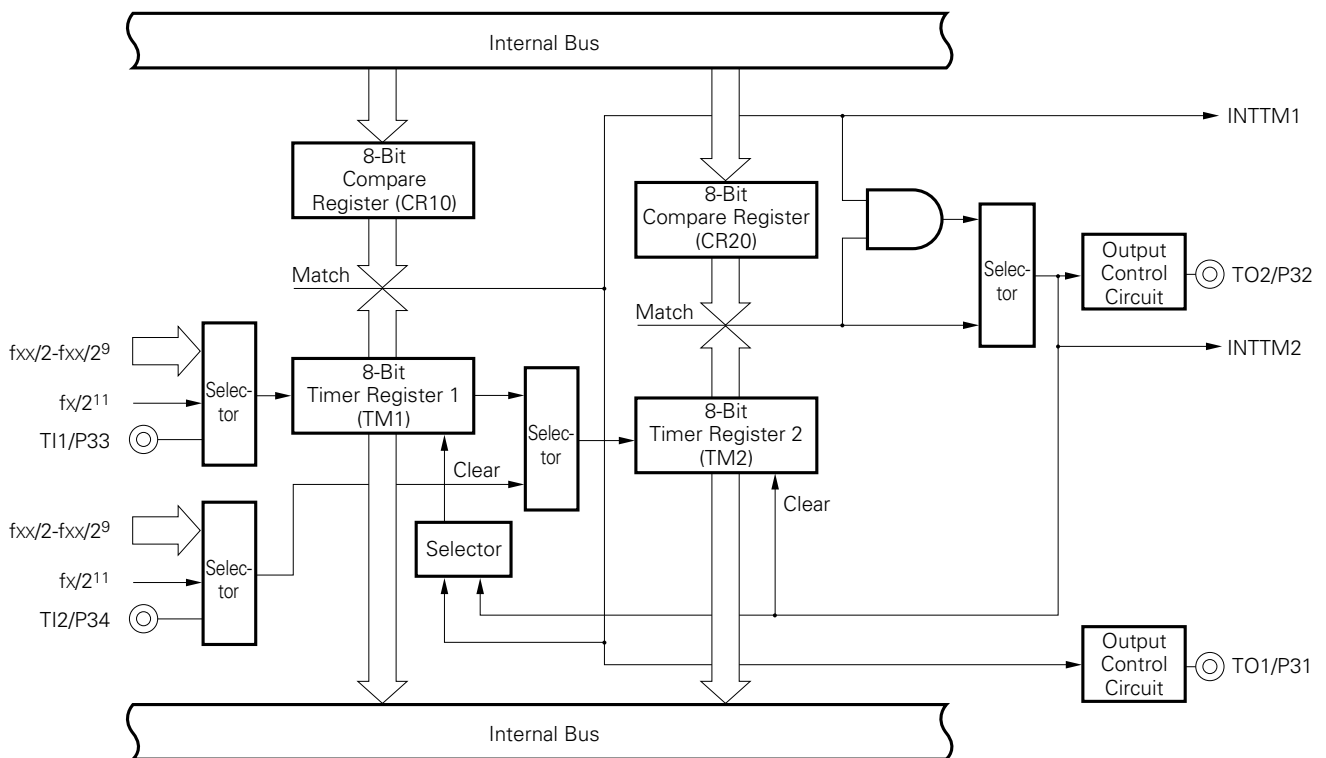 Internal Bus
INTTM1
8-Bit
Compare
Register (CR10)
8-Bit
Compare Register
(CR20)
Selec-
tor
Output
Control
Circuit
TO2/P32
Match
Match
INTTM2
fxx/2-fxx/2⁹
fx/2¹¹
TI1/P33
Selec-
tor
8-Bit
Timer Register 1
(TM1)
Selec-
tor
8-Bit
Timer Register 2
(TM2)
Clear
Clear
fxx/2-fxx/2⁹
fx/2¹¹
TI2/P34
Selec-
tor
Selector
Output
Control
Circuit
TO1/P31
Internal Bus